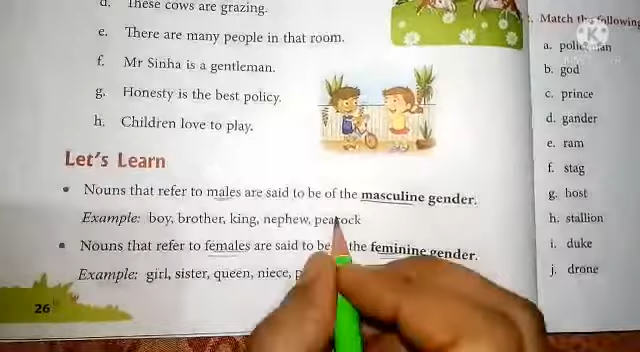 d. These cows are grazing.
e. There are many people in that room.
f. Mr Sinha is a gentleman.
g. Honesty is the best policy.
h. Children love to play.
Let's Learn
• Nouns that refer to males are said to be of the masculine gender.
Example: boy, brother, king, nephew, peacock
• Nouns that refer to females are said to be the feminine gender.
Example: girl, sister, queen, niece,
26
Match the following
a. policeman
b. god
c. prince
d. gander
e. ram
f. stag
g. host
h. stallion
i. duke
j. drone